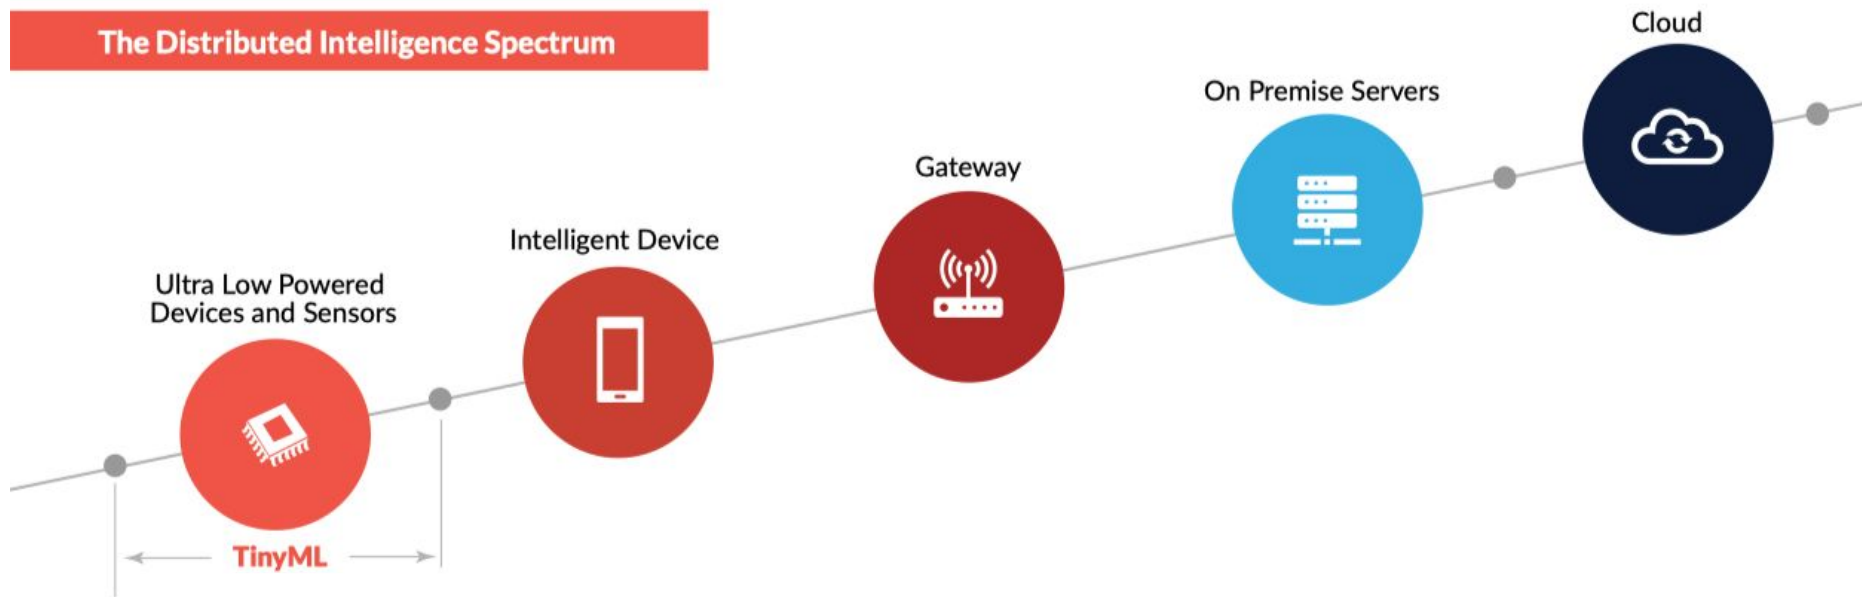 The Distributed Intelligence Spectrum
Ultra Low Powered
Devices and Sensors
Intelligent Device
Gateway
On Premise Servers
Cloud
TinyML